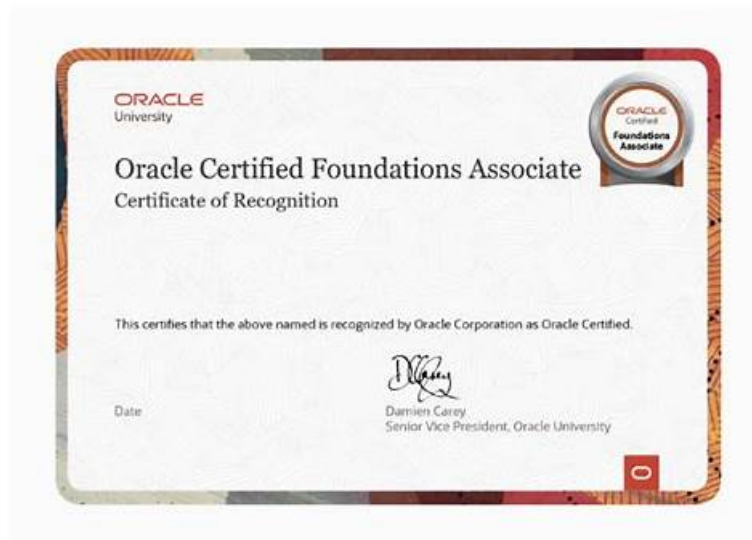 ORACLE
University
ORACLE
Certified
Foundations
Associate
Oracle Certified Foundations Associate
Certificate of Recognition
This certifies that the above named is recognized by Oracle Corporation as Oracle Certified.
DCarey
Date
Damien Carey
Senior Vice President, Oracle University